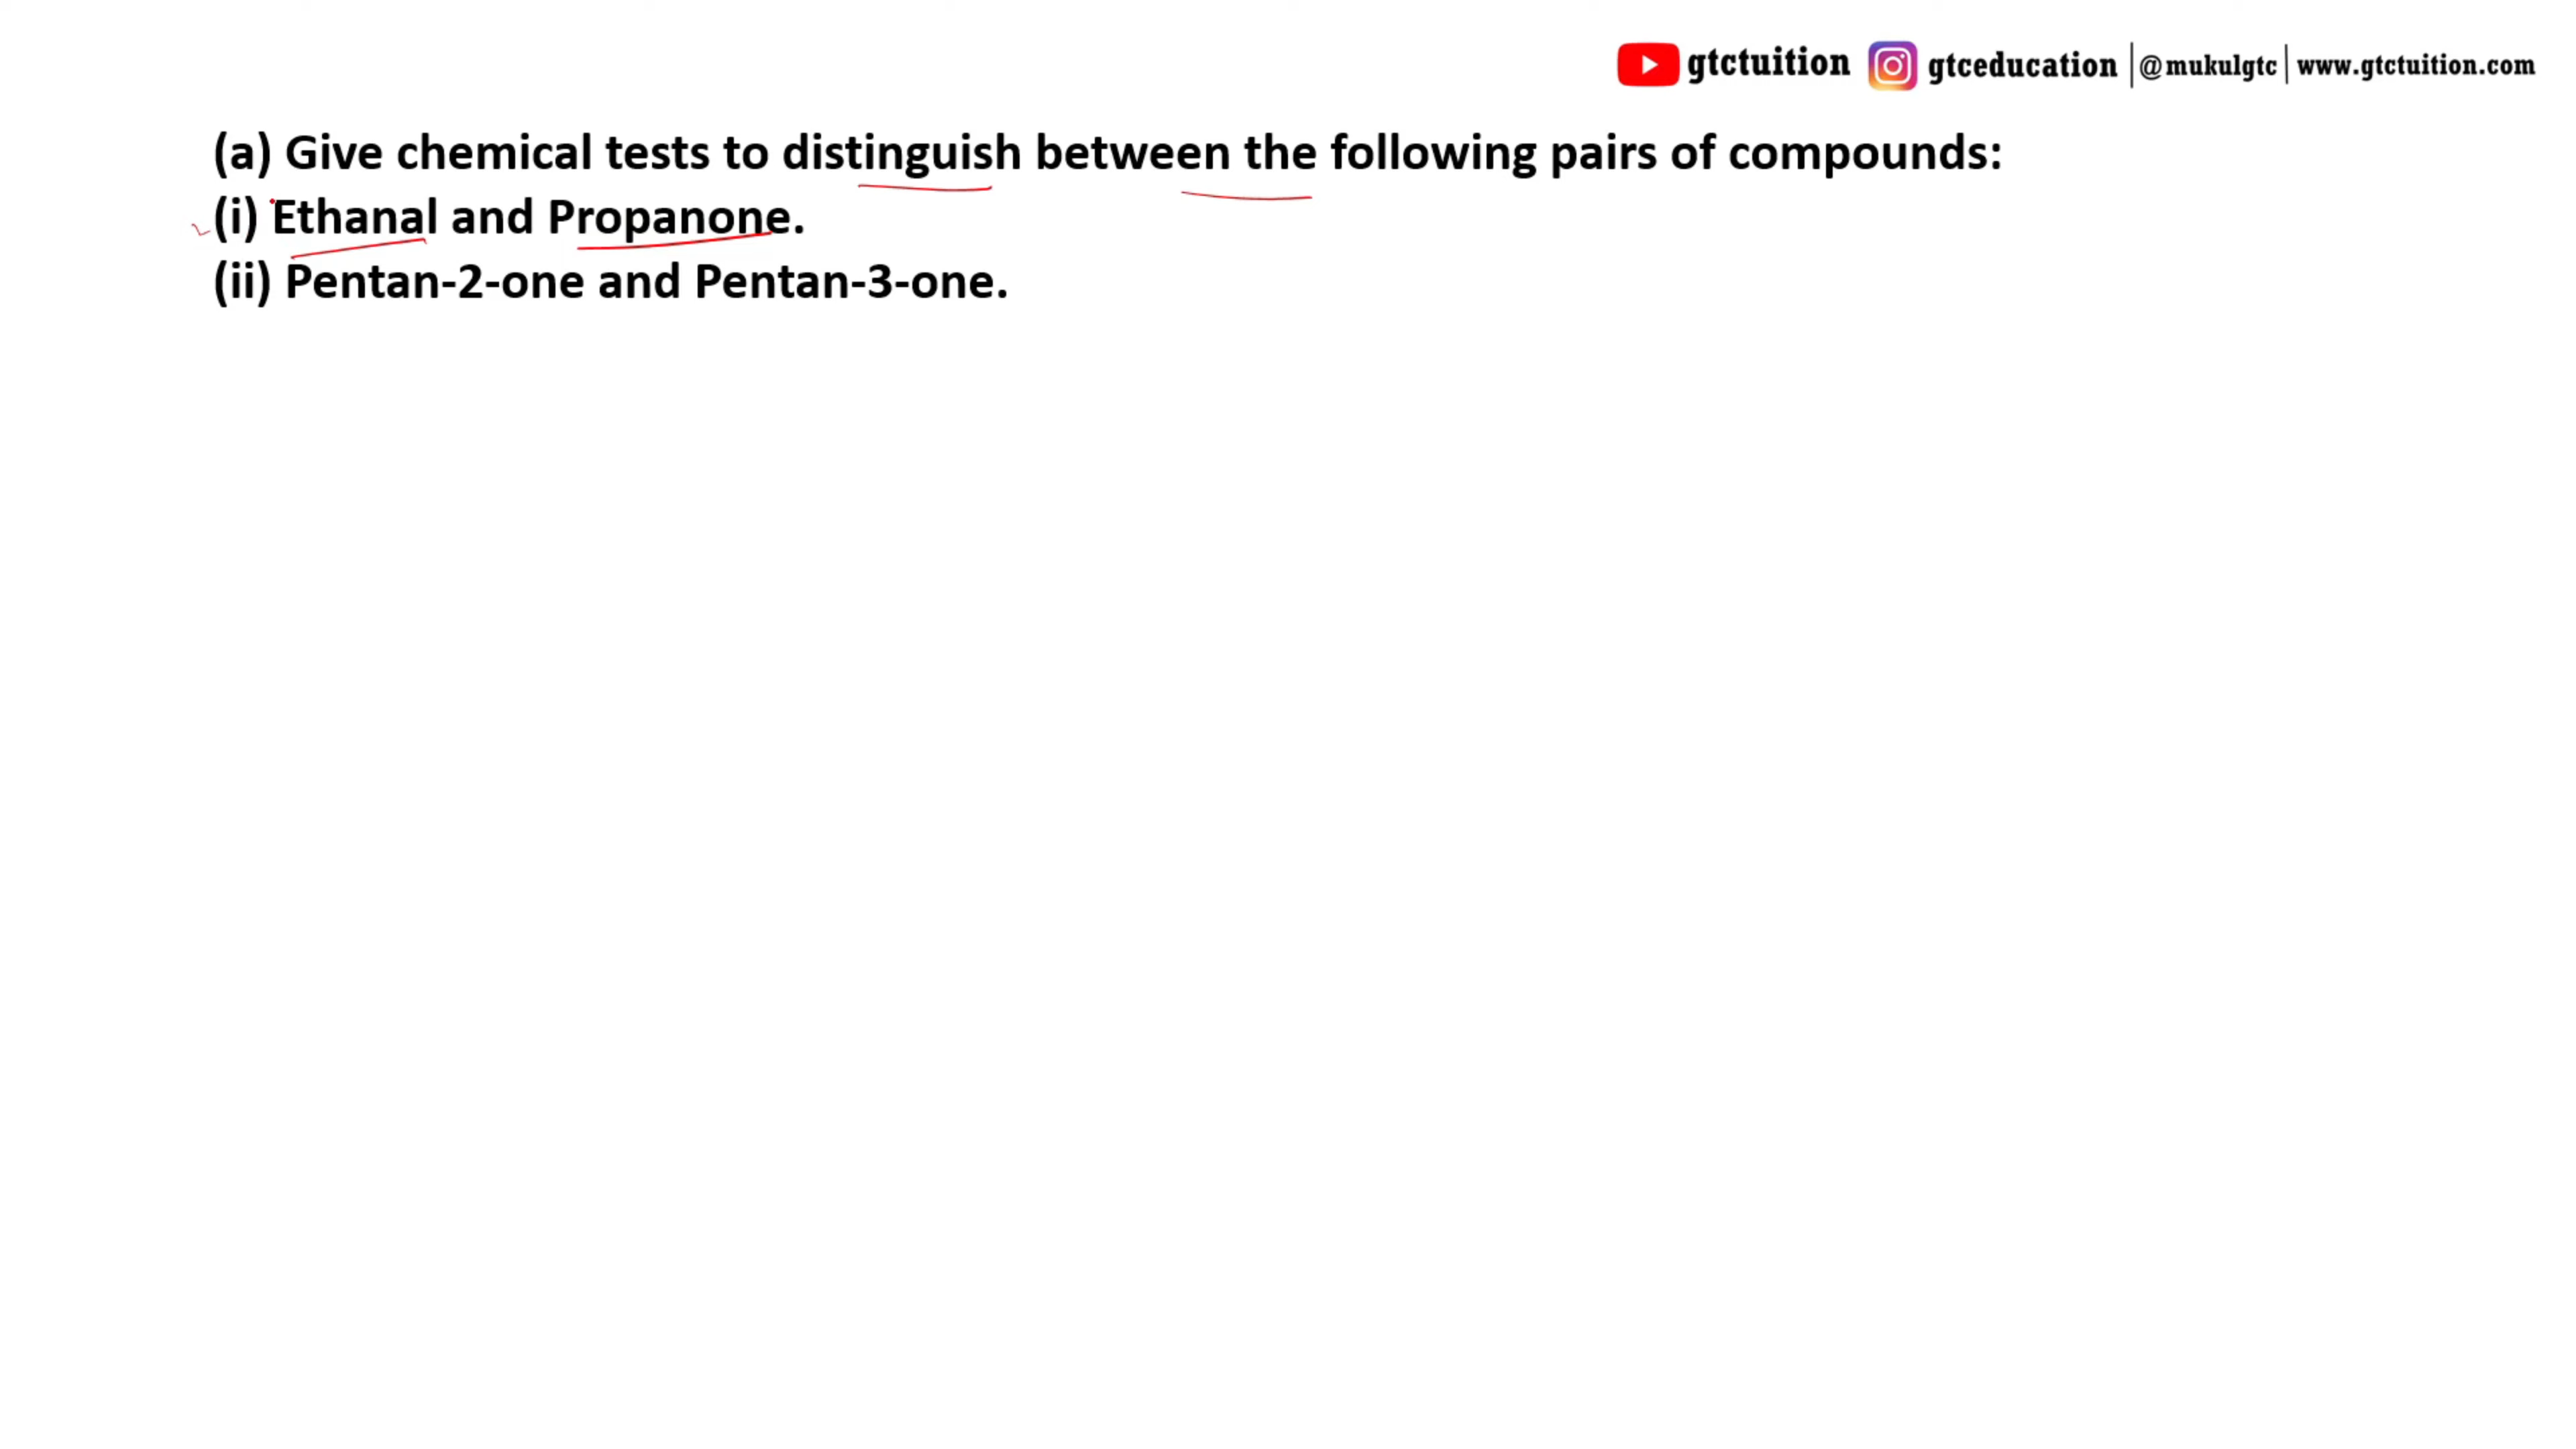 gtctuition gtceducation |@mukulgtc| www.gtctuition.com
(a) Give chemical tests to distinguish between the following pairs of compounds:
(i) Ethanal and Propanone.
(ii) Pentan-2-one and Pentan-3-one.